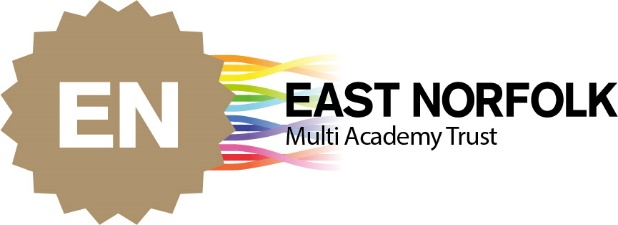 EN
EAST NORFOLK
Multi Academy Trust